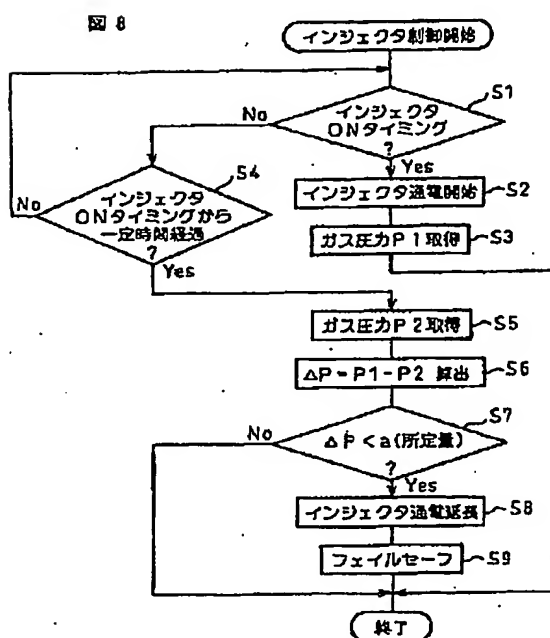 図 8
インジェクタ制御開始
S1
インジェクタ
ONタイミング
?
No
Yes
S4
インジェクタ
ONタイミングから
一定時間経過
?
No
Yes
インジェクタ通電開始
S2
ガス圧力P1取得
S3
ガス圧力P2取得
S5
ΔP=P1-P2 算出
S6
S7
ΔP<a(所定量)
?
No
Yes
インジェクタ通電延長
S8
フェイルセーフ
S9
終了